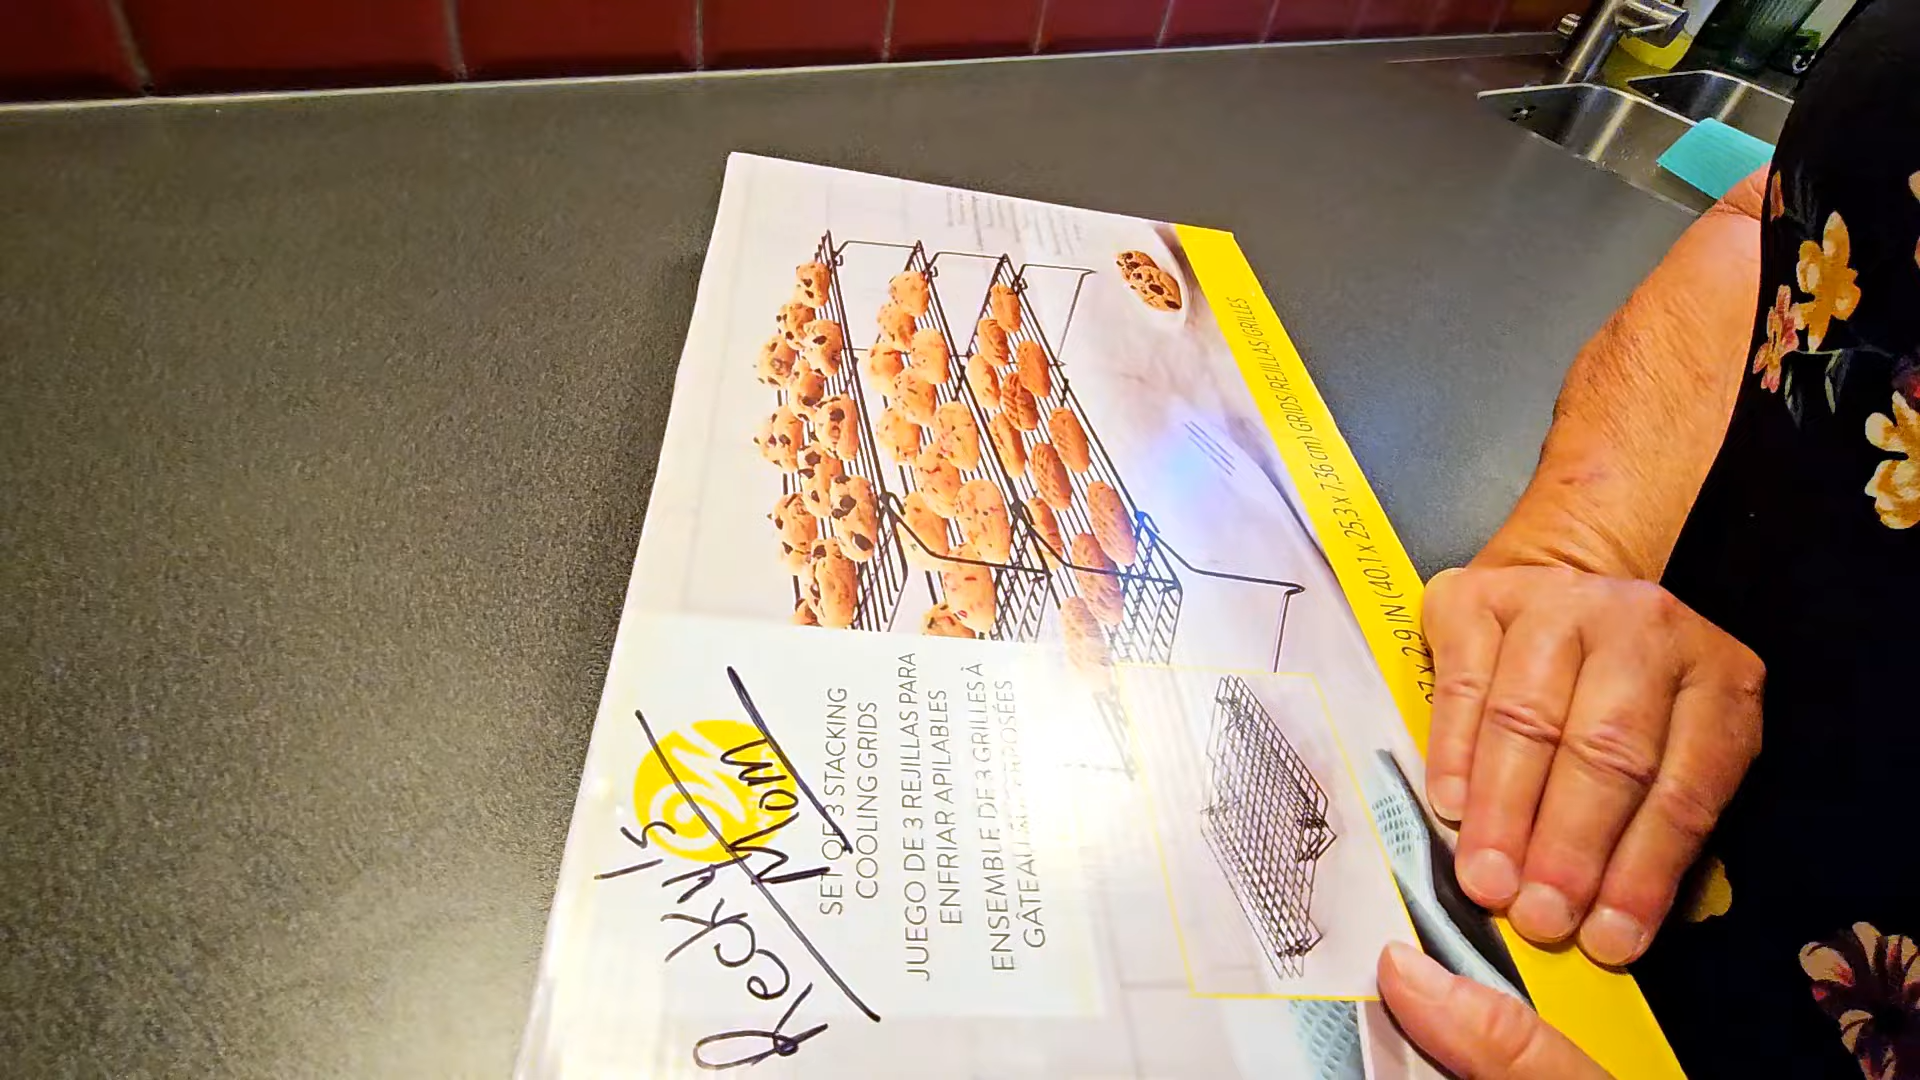 Becky's
Mom
SET OF 3 STACKING
COOLING GRIDS
JUEGO DE 3 REJILLAS PARA
ENFRIAR APILABLES
ENSEMBLE DE 3 GRILLES À
GÂTEAU
x 2.9 IN (40,1 x 25,3 x 7,36 cm) GRIDS/REJILLAS/GRILLES